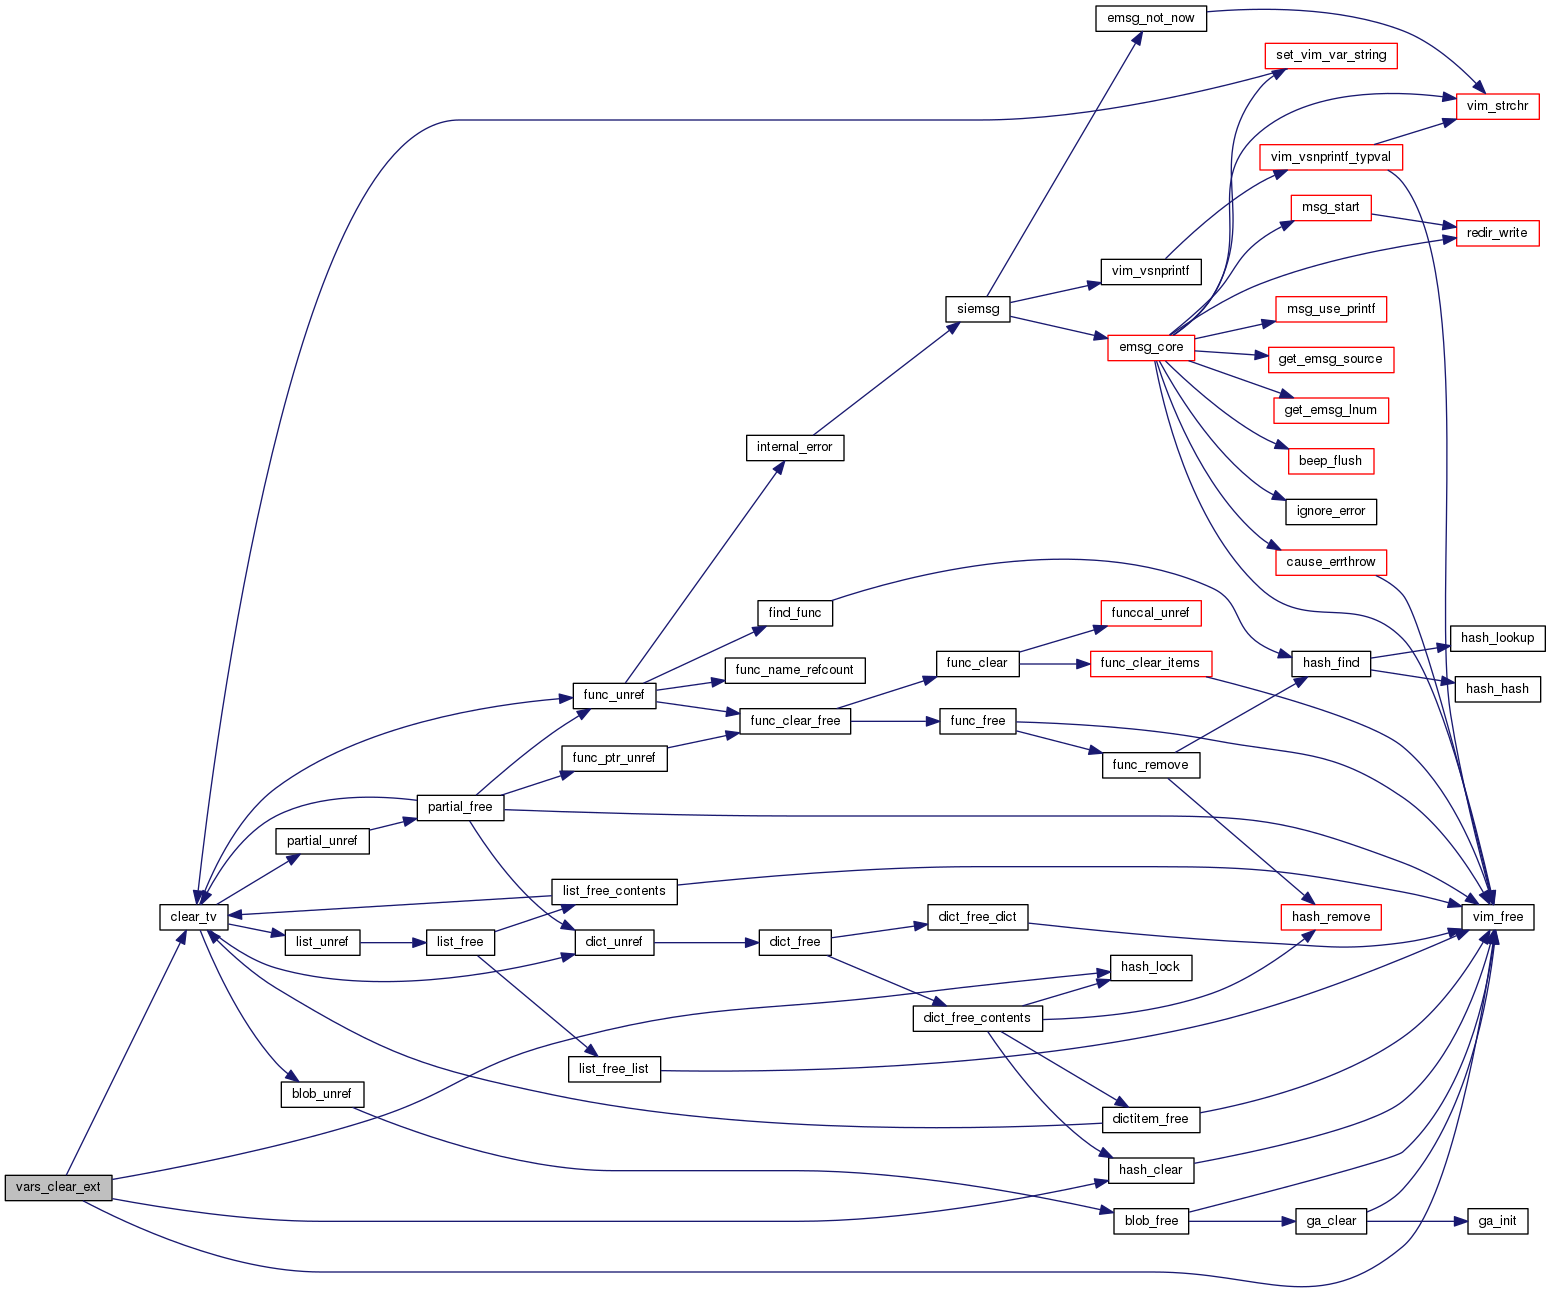 emsg_not_now
set_vim_var_string
vim_strchr
vim_vsnprintf_typval
msg_start
redir_write
vim_vsnprintf
siemsg
msg_use_printf
emsg_core
get_emsg_source
get_emsg_lnum
internal_error
beep_flush
ignore_error
cause_errthrow
find_func
funccal_unref
hash_lookup
func_name_refcount
func_clear
func_clear_items
hash_find
func_unref
hash_hash
func_clear_free
func_free
func_ptr_unref
func_remove
partial_free
partial_unref
list_free_contents
clear_tv
dict_free_dict
hash_remove
vim_free
list_unref
list_free
dict_unref
dict_free
hash_lock
dict_free_contents
list_free_list
blob_unref
dictitem_free
hash_clear
vars_clear_ext
blob_free
ga_clear
ga_init